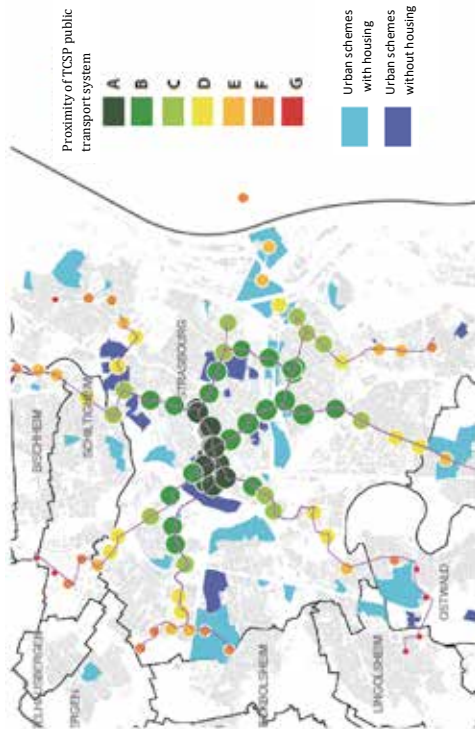 Proximity of TCSP public
transport system
A
B
C
D
E
F
G
Urban schemes
with housing
Urban schemes
without housing
BISCHHEIM
SCHILTIGHEIM
STRASBOURG
ERGEN
LINGOLSHEIM
OSTWALD